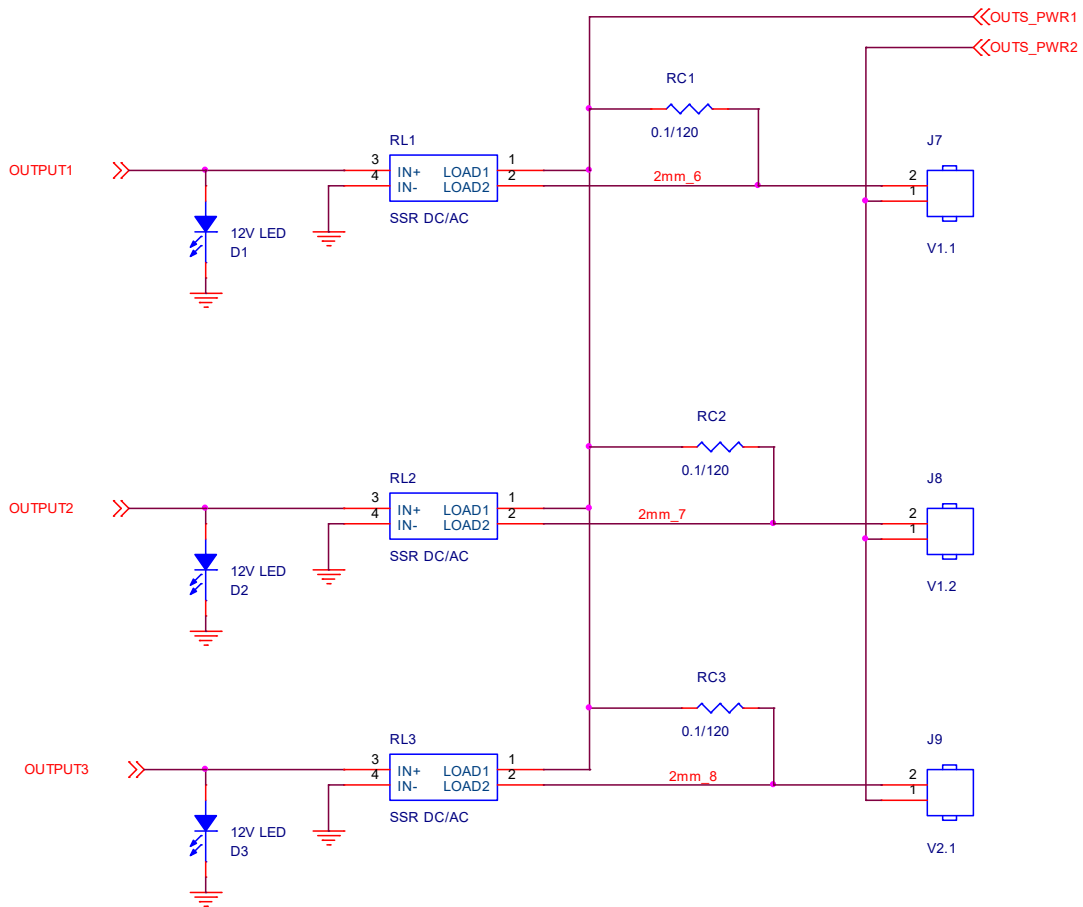 OUTS_PWR1
OUTS_PWR2
RC1
0.1/120
RL1
J7
OUTPUT1
3
4
IN+
IN-
LOAD1
LOAD2
1
2
2mm_6
2
1
SSR DC/AC
12V LED
D1
V1.1
RC2
0.1/120
RL2
J8
OUTPUT2
3
4
IN+
IN-
LOAD1
LOAD2
1
2
2mm_7
2
1
SSR DC/AC
12V LED
D2
V1.2
RC3
0.1/120
RL3
J9
OUTPUT3
3
4
IN+
IN-
LOAD1
LOAD2
1
2
2mm_8
2
1
SSR DC/AC
12V LED
D3
V2.1